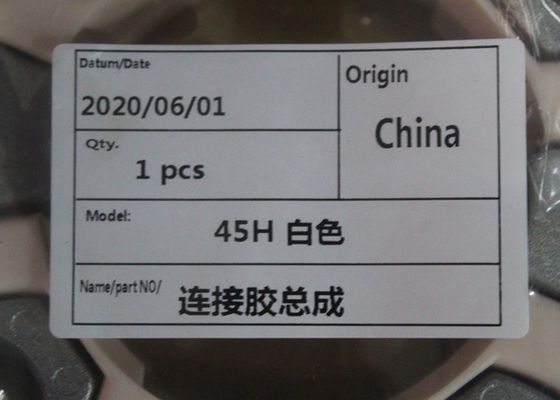 Datum/Date
2020/06/01
Origin
China
Qty.
1 pcs
Model:
45H 白色
Name/part NO/
连接胶总成